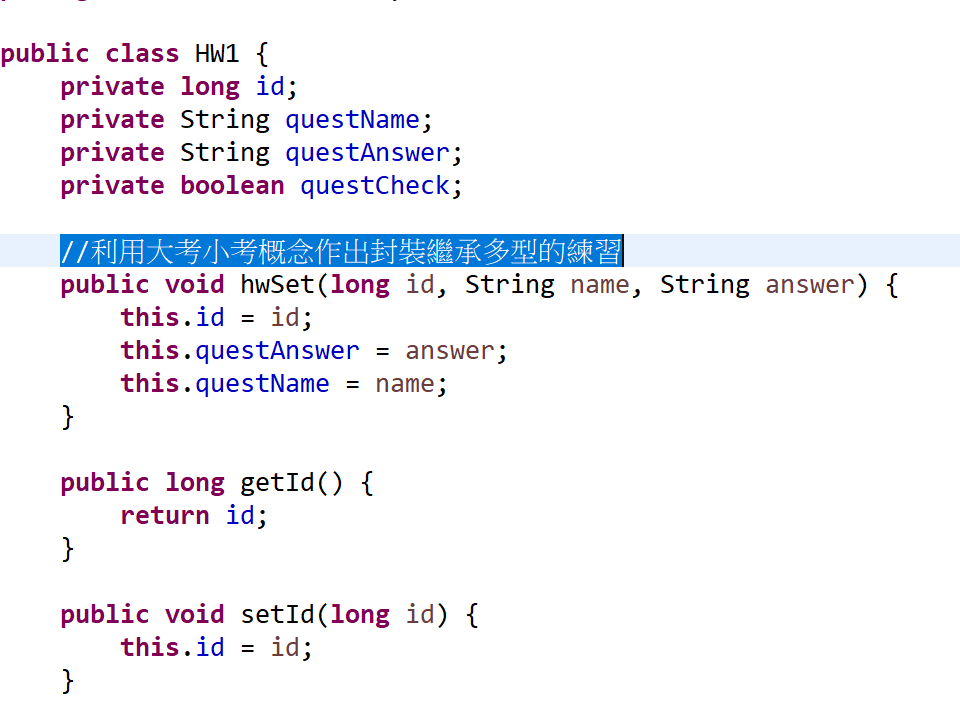 public class HW1 {
private long id;
private String questName;
private String questAnswer;
private boolean questCheck;
//利用大考小考概念作出封裝繼承多型的練習
public void hwSet(long id, String name, String answer) {
this.id = id;
this.questAnswer = answer;
this.questName = name;
}
public long getId() {
return id;
}
public void setId(long id) {
this.id = id;
}